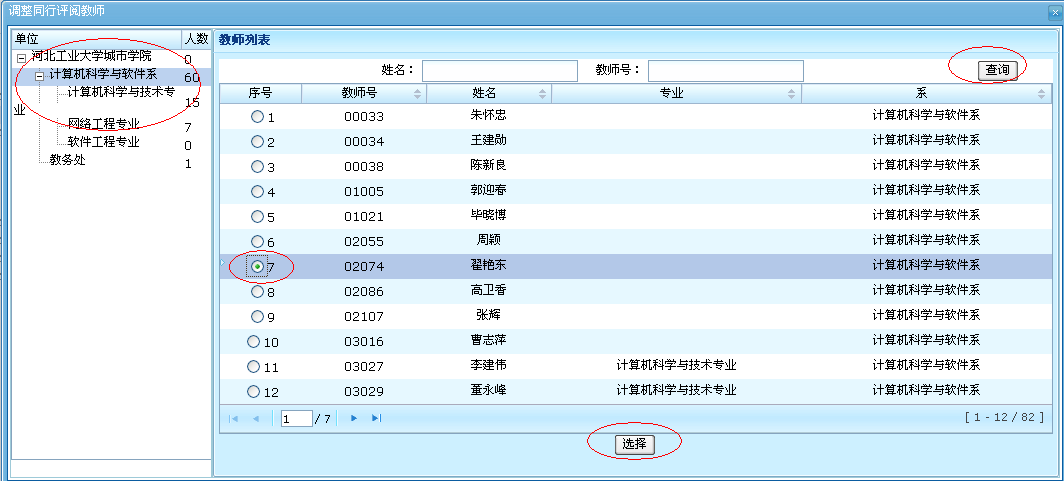 调整同行评阅教师
单位 人数
河北工业大学城市学院 0
计算机科学与软件系 60
计算机科学与技术专
业 15
网络工程专业 7
软件工程专业 0
教务处 1
教师列表
姓名： 教师号： 查询
序号 教师号 姓名 专业 系
1 00033 朱怀忠 计算机科学与软件系
2 00034 王建勋 计算机科学与软件系
3 00038 陈新良 计算机科学与软件系
4 01005 郭迎春 计算机科学与软件系
5 01021 毕晓博 计算机科学与软件系
6 02055 周颖 计算机科学与软件系
7 02074 翟艳东 计算机科学与软件系
8 02086 高卫香 计算机科学与软件系
9 02107 张辉 计算机科学与软件系
10 03016 曹志萍 计算机科学与软件系
11 03027 李建伟 计算机科学与技术专业 计算机科学与软件系
12 03029 董永峰 计算机科学与技术专业 计算机科学与软件系
1 / 7 [ 1 - 12 / 82 ]
选择